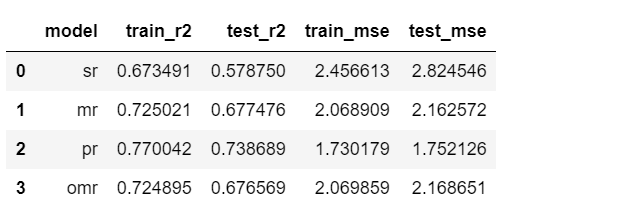 model train_r2 test_r2 train_mse test_mse
0 sr 0.673491 0.578750 2.456613 2.824546
1 mr 0.725021 0.677476 2.068909 2.162572
2 pr 0.770042 0.738689 1.730179 1.752126
3 omr 0.724895 0.676569 2.069859 2.168651